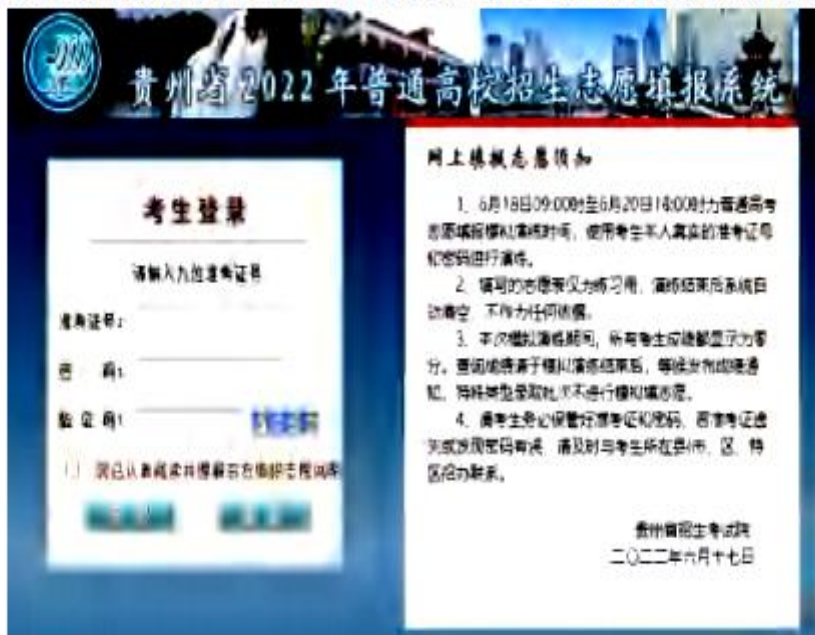 贵州省2022年普通高校招生志愿填报系统
考生登录
请输入九位准考证号
准考证号:
密 码:
验证码:
网上填报志愿须知
1、6月18日09:00时至6月20日18:00时为普通高考
志愿填报模拟演练时间，使用考生本人真实的准考证号
和密码进行演练。
2、填写的志愿表仅为练习用，演练结束后系统自
动清空，不作为任何依据。
3、本次模拟演练期间，所有考生成绩都显示为零
分。查询成绩请于模拟演练结束后，等候发布成绩通
知。特殊类型录取批次不进行模拟填志愿。
4、请考生务必保管好准考证和密码，若准考证遗
失或发现密码有误，请及时与考生所在县(市、区、特
区招办联系。
贵州省招生考试院
二〇二二年六月十七日